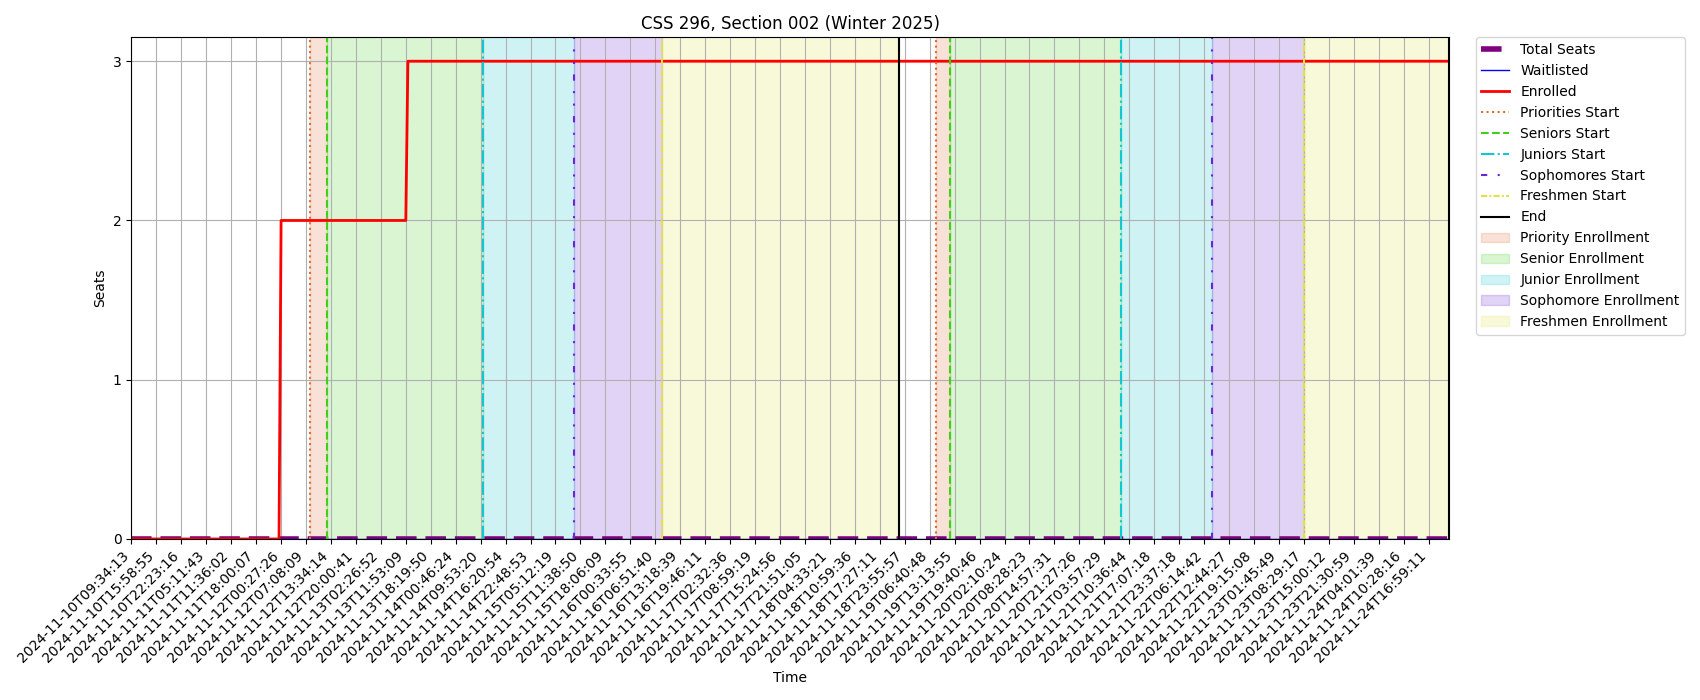 CSS 296, Section 002 (Winter 2025)
Seats
3
2
1
0
2024-11-10T09:34:13
2024-11-10T15:58:55
2024-11-10T22:23:16
2024-11-11T05:11:43
2024-11-11T11:36:02
2024-11-11T18:00:07
2024-11-12T00:27:26
2024-11-12T07:08:09
2024-11-12T13:34:14
2024-11-12T20:00:41
2024-11-13T02:26:52
2024-11-13T11:53:09
2024-11-13T18:19:50
2024-11-14T00:46:24
2024-11-14T09:53:20
2024-11-14T16:20:54
2024-11-14T22:48:53
2024-11-15T05:12:19
2024-11-15T11:38:50
2024-11-15T18:06:09
2024-11-16T00:33:55
2024-11-16T06:51:40
2024-11-16T13:18:39
2024-11-16T19:46:11
2024-11-17T02:32:36
2024-11-17T08:59:19
2024-11-17T15:24:56
2024-11-17T21:51:05
2024-11-18T04:33:21
2024-11-18T10:59:36
2024-11-18T17:27:11
2024-11-18T23:55:57
2024-11-19T06:40:48
2024-11-19T13:13:55
2024-11-19T19:40:46
2024-11-20T02:10:24
2024-11-20T08:28:23
2024-11-20T14:57:31
2024-11-20T21:27:26
2024-11-21T03:57:29
2024-11-21T10:36:44
2024-11-21T17:07:18
2024-11-21T23:37:18
2024-11-22T06:14:42
2024-11-22T12:44:27
2024-11-22T19:15:08
2024-11-23T01:45:49
2024-11-23T08:29:17
2024-11-23T15:00:12
2024-11-23T21:30:59
2024-11-24T04:01:39
2024-11-24T10:28:16
2024-11-24T16:59:11
Time
Total Seats
Waitlisted
Enrolled
Priorities Start
Seniors Start
Juniors Start
Sophomores Start
Freshmen Start
End
Priority Enrollment
Senior Enrollment
Junior Enrollment
Sophomore Enrollment
Freshmen Enrollment